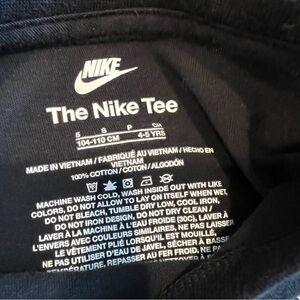 NIKE
The Nike Tee
S S P CH
104-110 CM 4-5 YRS
MADE IN VIETNAM / FABRIQUÉ AU VIETNAM / HECHO EN
VIETNAM
100% COTTON / COTON / ALGODÓN
MACHINE WASH COLD, WASH INSIDE OUT WITH LIKE
COLORS, DO NOT ALLOW TO LAY ON ITSELF WHEN WET,
DO NOT BLEACH, TUMBLE DRY LOW, COOL IRON,
DO NOT IRON DESIGN, DO NOT DRY CLEAN /
LAVER À LA MACHINE À L'EAU FROIDE (30C), LAVER À
L'ENVERS AVEC COULEURS SIMILAIRES, NE PAS LAISSER
LE VÊTEMENT PLIÉ LORSQU'IL EST MOUILLÉ,
PAS UTILISER D'EAU DE JAVEL, SÉCHER À BASSE
TEMPÉRATURE, REPASSER AU FER